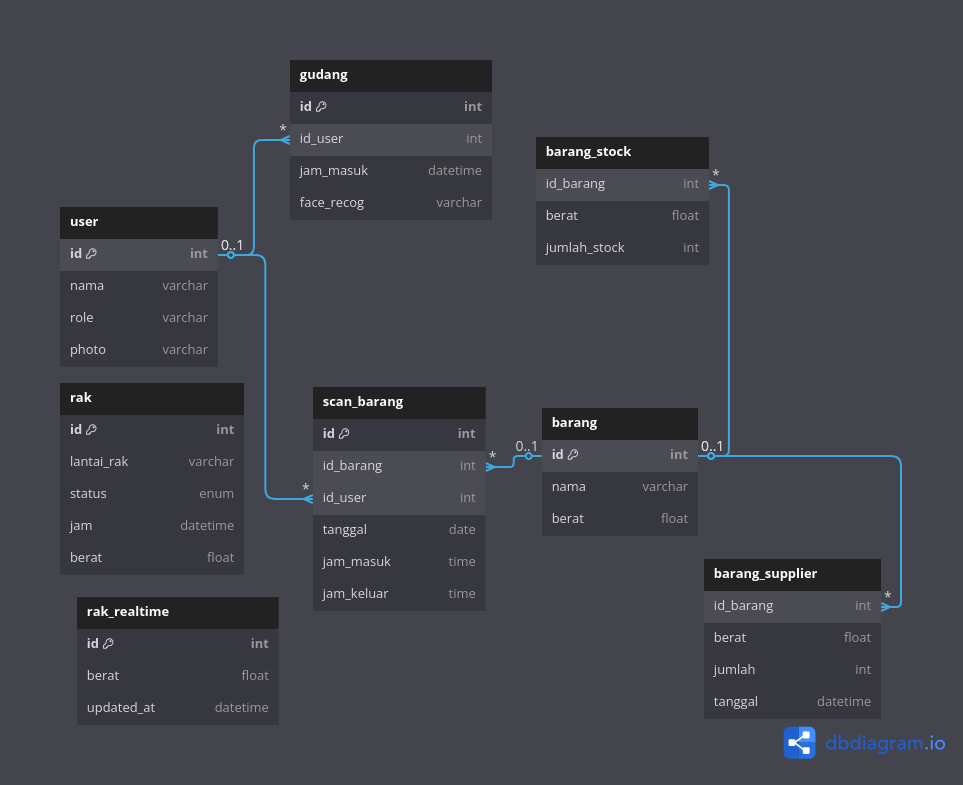 gudang
id int
id_user int
jam_masuk datetime
face_recog varchar
*
barang_stock
id_barang int
berat float
jumlah_stock int
*
user
id int
nama varchar
role varchar
photo varchar
0..1
rak
id int
lantai_rak varchar
status enum
jam datetime
berat float
scan_barang
id int
id_barang int
id_user int
tanggal date
jam_masuk time
jam_keluar time
*
*
0..1
barang
id int
nama varchar
berat float
0..1
rak_realtime
id int
berat float
updated_at datetime
barang_supplier
id_barang int
berat float
jumlah int
tanggal datetime
*
dbdiagram.io